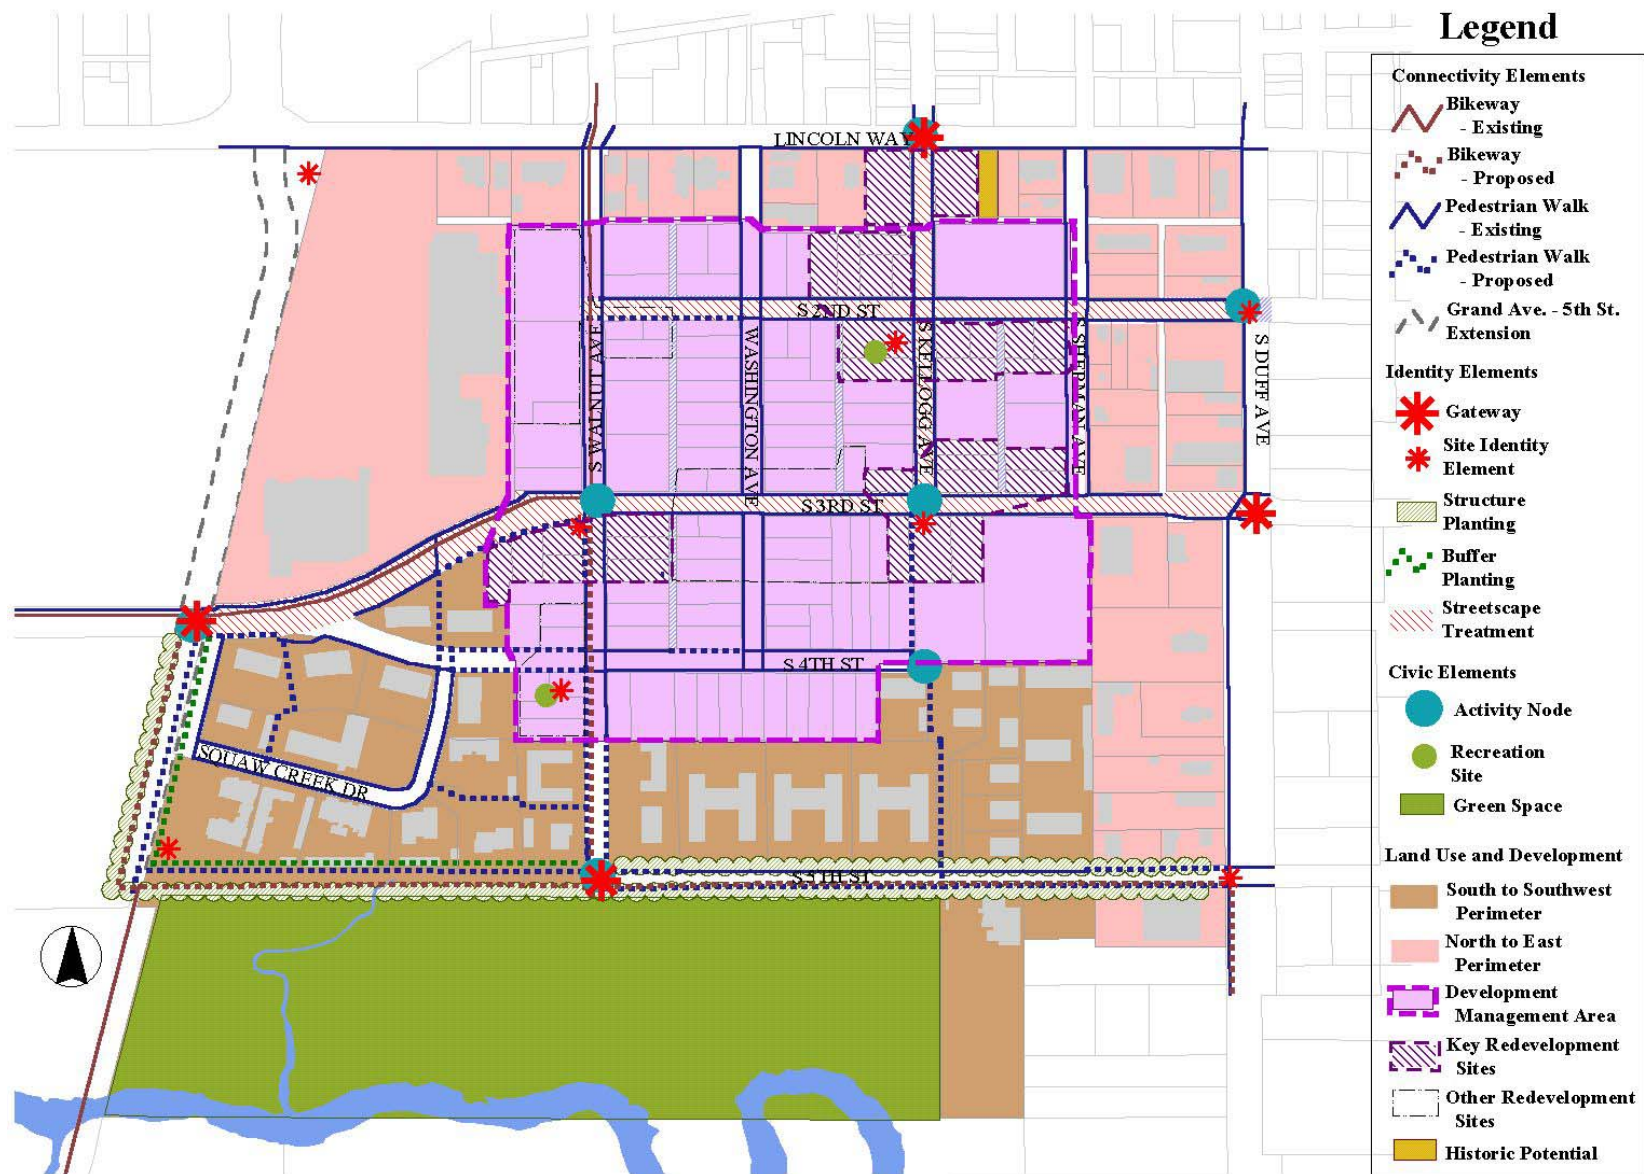 Legend
Connectivity Elements
Bikeway
- Existing
Bikeway
- Proposed
Pedestrian Walk
- Existing
Pedestrian Walk
- Proposed
Grand Ave. - 5th St.
Extension
Identity Elements
Gateway
Site Identity
Element
Structure
Planting
Buffer
Planting
Streetscape
Treatment
Civic Elements
Activity Node
Recreation
Site
Green Space
Land Use and Development
South to Southwest
Perimeter
North to East
Perimeter
Development
Management Area
Key Redevelopment
Sites
Other Redevelopment
Sites
Historic Potential
LINCOLN WAY
S 2ND ST
S WALNUT AVE
WASHINGTON AVE
S KELLOGG AVE
S SHERMAN AVE
S DUFF AVE
S 3RD ST
S 4TH ST
SQUAW CREEK DR
S 5TH ST